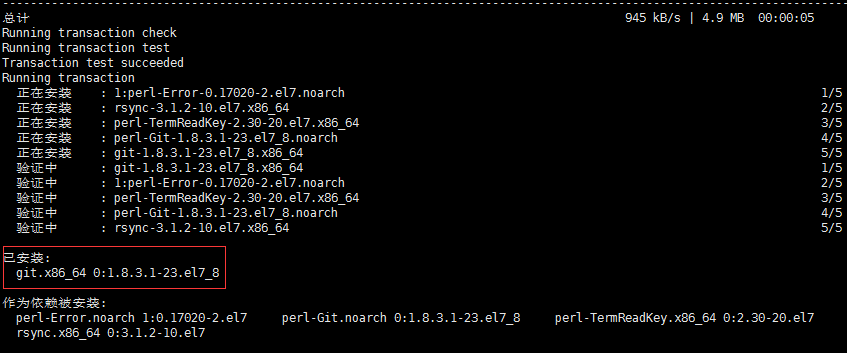 总计 945 kB/s | 4.9 MB 00:00:05
Running transaction check
Running transaction test
Transaction test succeeded
Running transaction
正在安装 : 1:perl-Error-0.17020-2.el7.noarch 1/5
正在安装 : rsync-3.1.2-10.el7.x86_64 2/5
正在安装 : perl-TermReadKey-2.30-20.el7.x86_64 3/5
正在安装 : perl-Git-1.8.3.1-23.el7_8.noarch 4/5
正在安装 : git-1.8.3.1-23.el7_8.x86_64 5/5
验证中 : git-1.8.3.1-23.el7_8.x86_64 1/5
验证中 : 1:perl-Error-0.17020-2.el7.noarch 2/5
验证中 : perl-TermReadKey-2.30-20.el7.x86_64 3/5
验证中 : perl-Git-1.8.3.1-23.el7_8.noarch 4/5
验证中 : rsync-3.1.2-10.el7.x86_64 5/5
已安装:
git.x86_64 0:1.8.3.1-23.el7_8
作为依赖被安装:
perl-Error.noarch 1:0.17020-2.el7 perl-Git.noarch 0:1.8.3.1-23.el7_8 perl-TermReadKey.x86_64 0:2.30-20.el7
rsync.x86_64 0:3.1.2-10.el7